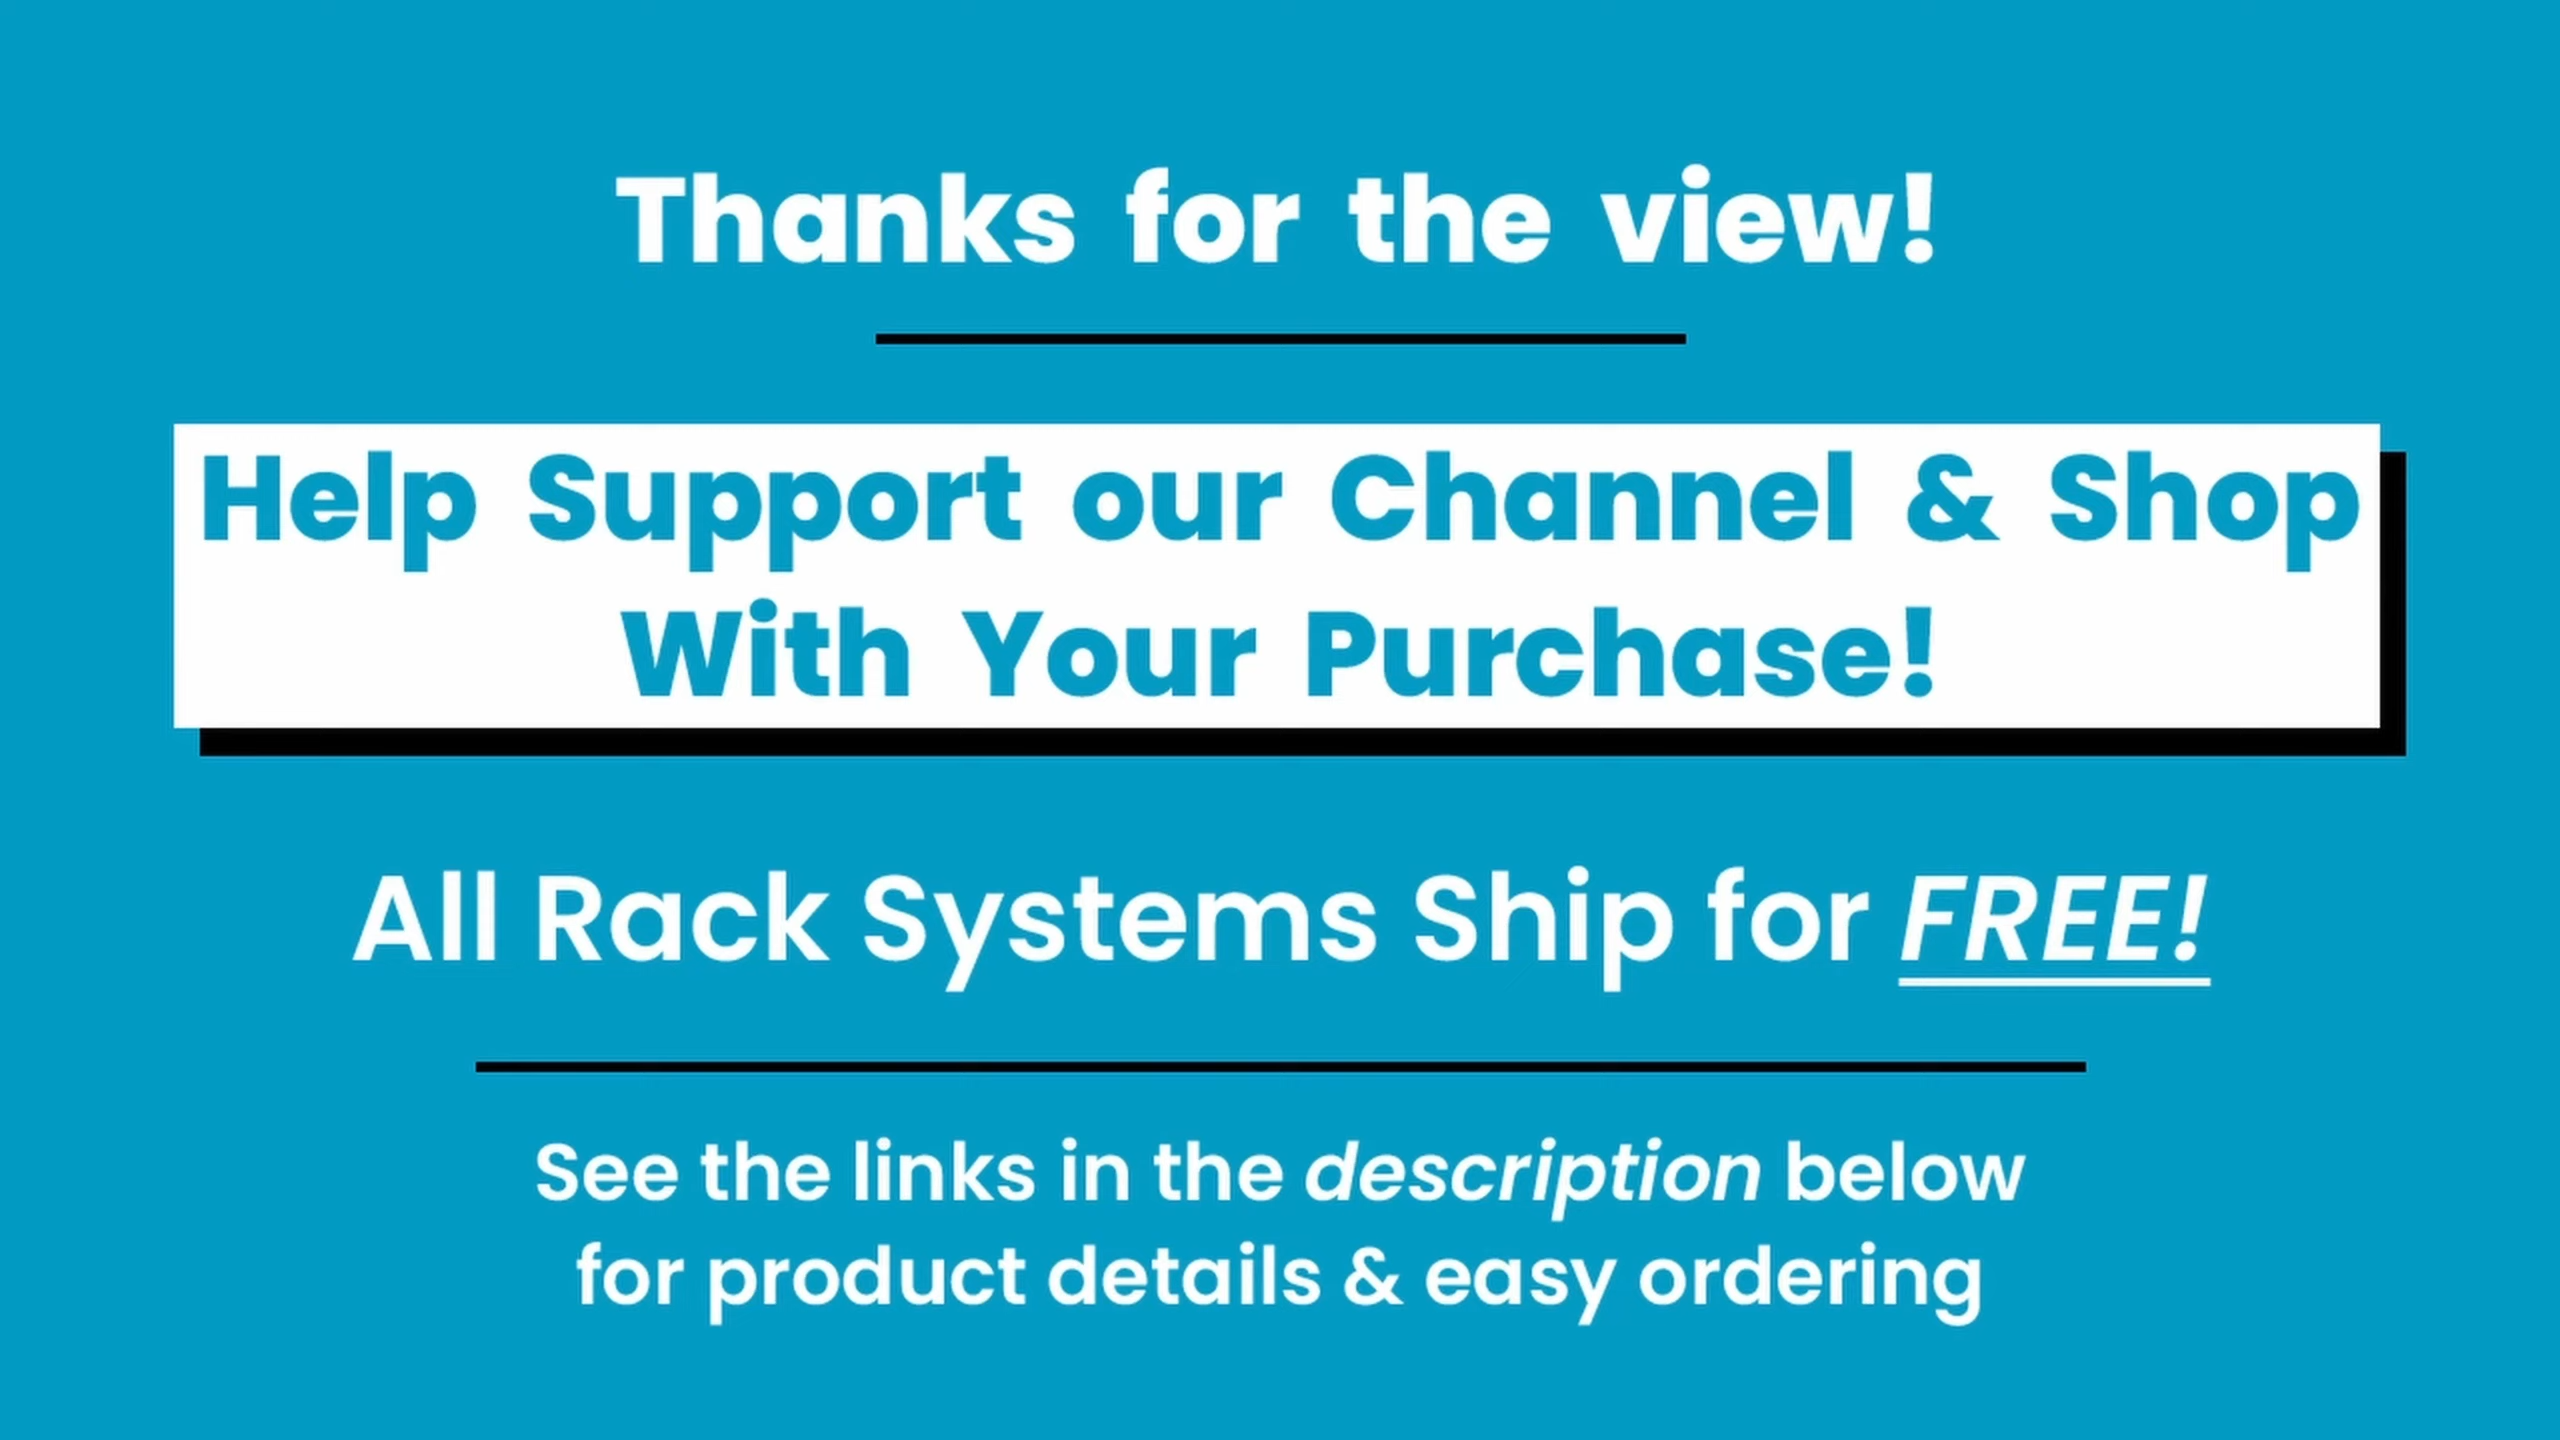 Thanks for the view!
Help Support our Channel & Shop
With Your Purchase!
All Rack Systems Ship for FREE!
See the links in the description below
for product details & easy ordering